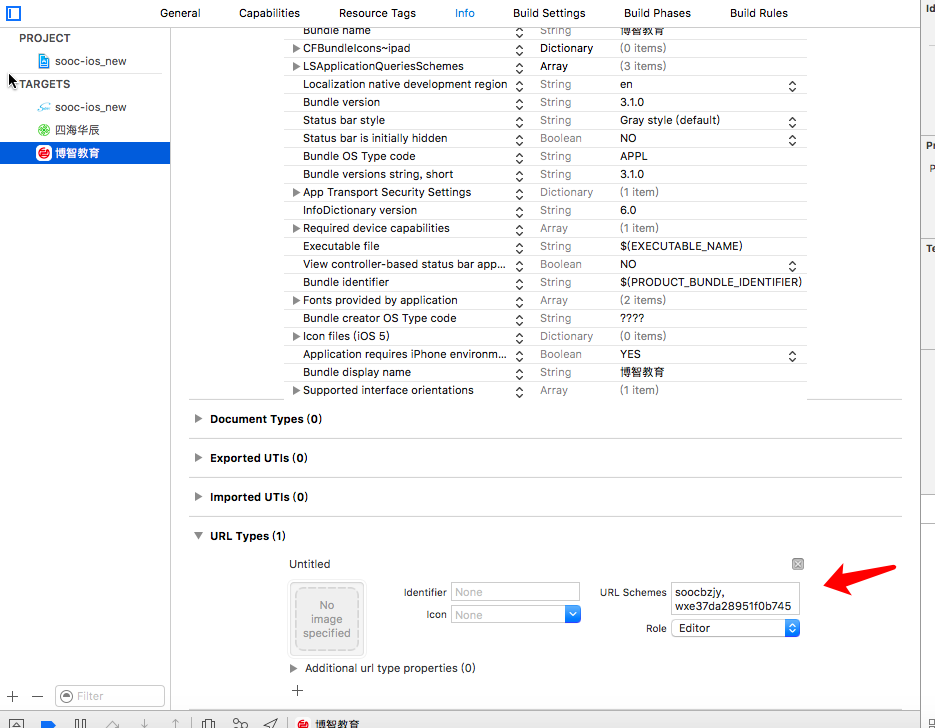 General Capabilities Resource Tags Info Build Settings Build Phases Build Rules
PROJECT
sooc-ios_new
TARGETS
sooc-ios_new
四海华辰
博智教育
Bundle name String 博智教育
CFBundleIcons~ipad Dictionary (0 items)
LSApplicationQueriesSchemes Array (3 items)
Localization native development region String en
Bundle version String 3.1.0
Status bar style String Gray style (default)
Status bar is initially hidden Boolean NO
Bundle OS Type code String APPL
Bundle versions string, short String 3.1.0
App Transport Security Settings Dictionary (1 item)
InfoDictionary version String 6.0
Required device capabilities Array (1 item)
Executable file String $(EXECUTABLE_NAME)
View controller-based status bar app... Boolean NO
Bundle identifier String $(PRODUCT_BUNDLE_IDENTIFIER)
Fonts provided by application Array (2 items)
Bundle creator OS Type code String ????
Icon files (iOS 5) Dictionary (0 items)
Application requires iPhone environm... Boolean YES
Bundle display name String 博智教育
Supported interface orientations Array (1 item)
Document Types (0)
Exported UTIs (0)
Imported UTIs (0)
URL Types (1)
Untitled
No
image
specified
Identifier None
Icon None
URL Schemes soocbzjy,
wxe37da28951f0b745
Role Editor
Additional url type properties (0)
Filter
博智教育